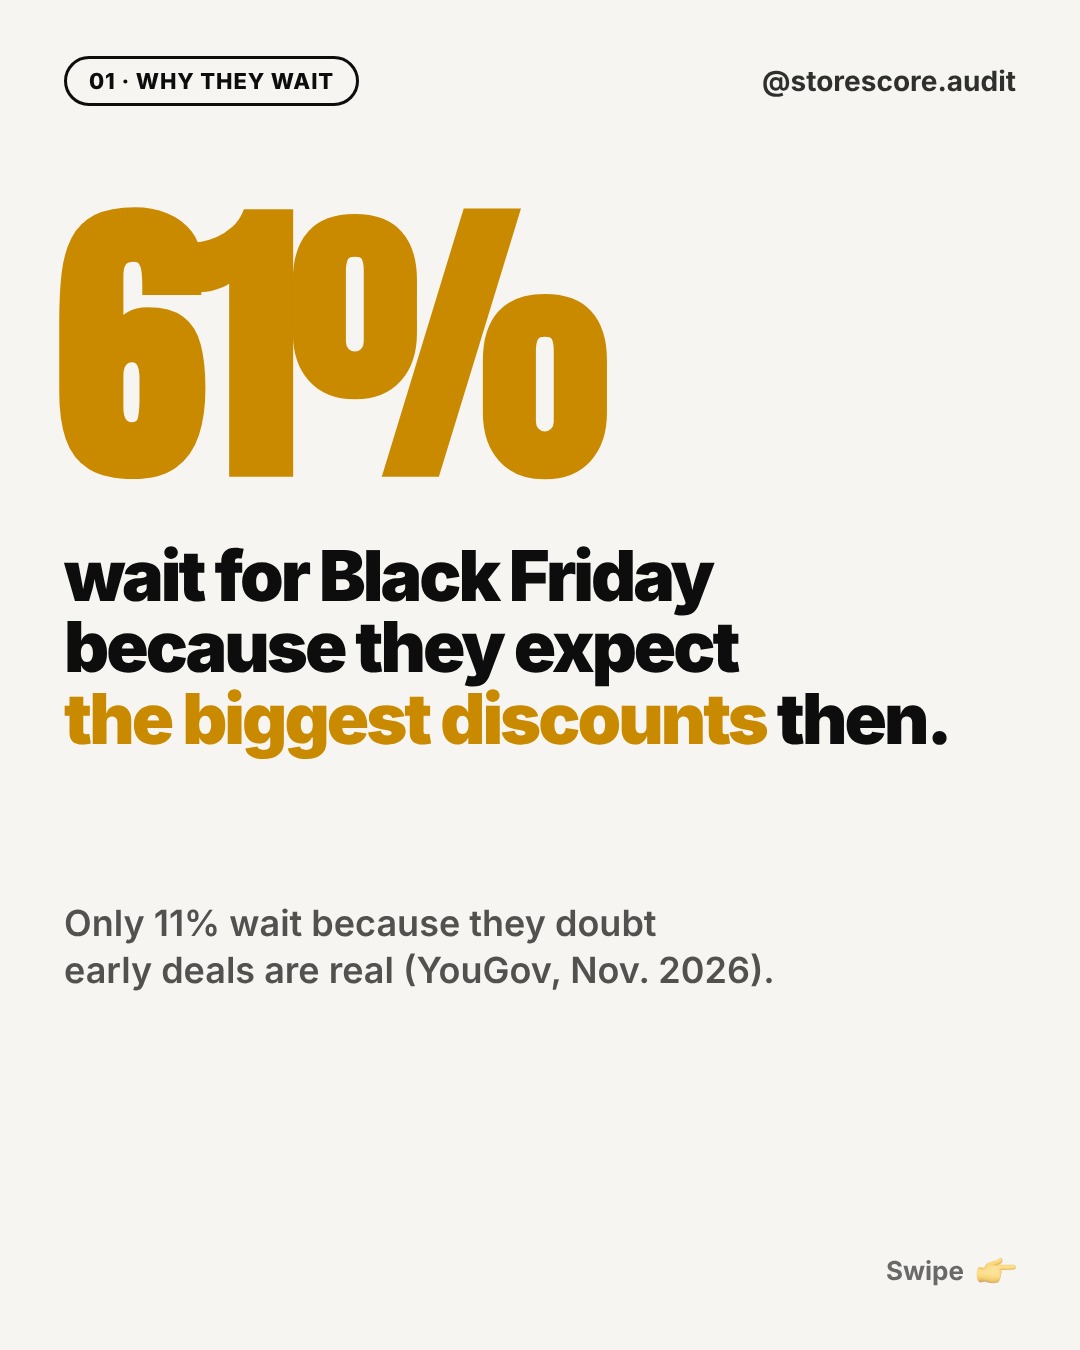 01 · WHY THEY WAIT
@storescore.audit
61%
wait for Black Friday
because they expect
the biggest discounts then.
Only 11% wait because they doubt
early deals are real (YouGov, Nov. 2026).
Swipe 👉